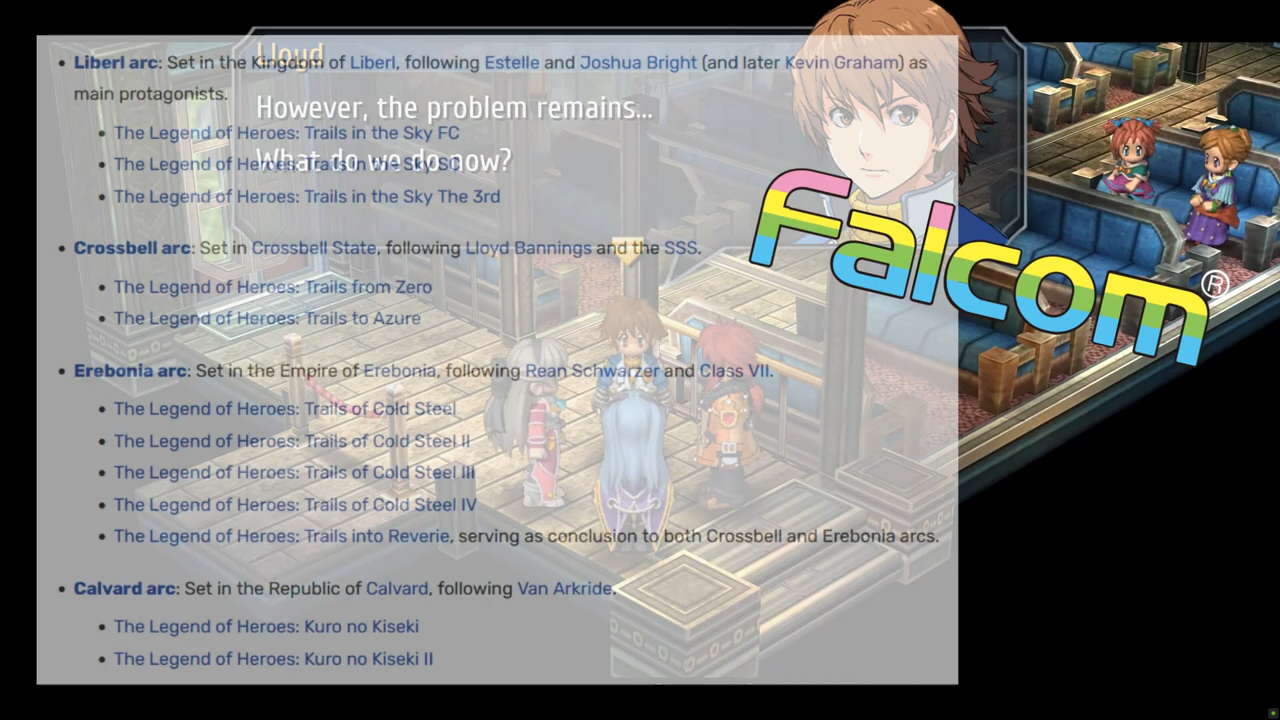 Lloyd
However, the problem remains...
What do we do now?
Liberl arc: Set in the Kingdom of Liberl, following Estelle and Joshua Bright (and later Kevin Graham) as
main protagonists.
The Legend of Heroes: Trails in the Sky FC
The Legend of Heroes: Trails in the Sky SC
The Legend of Heroes: Trails in the Sky The 3rd
Crossbell arc: Set in Crossbell State, following Lloyd Bannings and the SSS.
The Legend of Heroes: Trails from Zero
The Legend of Heroes: Trails to Azure
Erebonia arc: Set in the Empire of Erebonia, following Rean Schwarzer and Class VII.
The Legend of Heroes: Trails of Cold Steel
The Legend of Heroes: Trails of Cold Steel II
The Legend of Heroes: Trails of Cold Steel III
The Legend of Heroes: Trails of Cold Steel IV
The Legend of Heroes: Trails into Reverie, serving as conclusion to both Crossbell and Erebonia arcs.
Calvard arc: Set in the Republic of Calvard, following Van Arkride.
The Legend of Heroes: Kuro no Kiseki
The Legend of Heroes: Kuro no Kiseki II
Falcom®